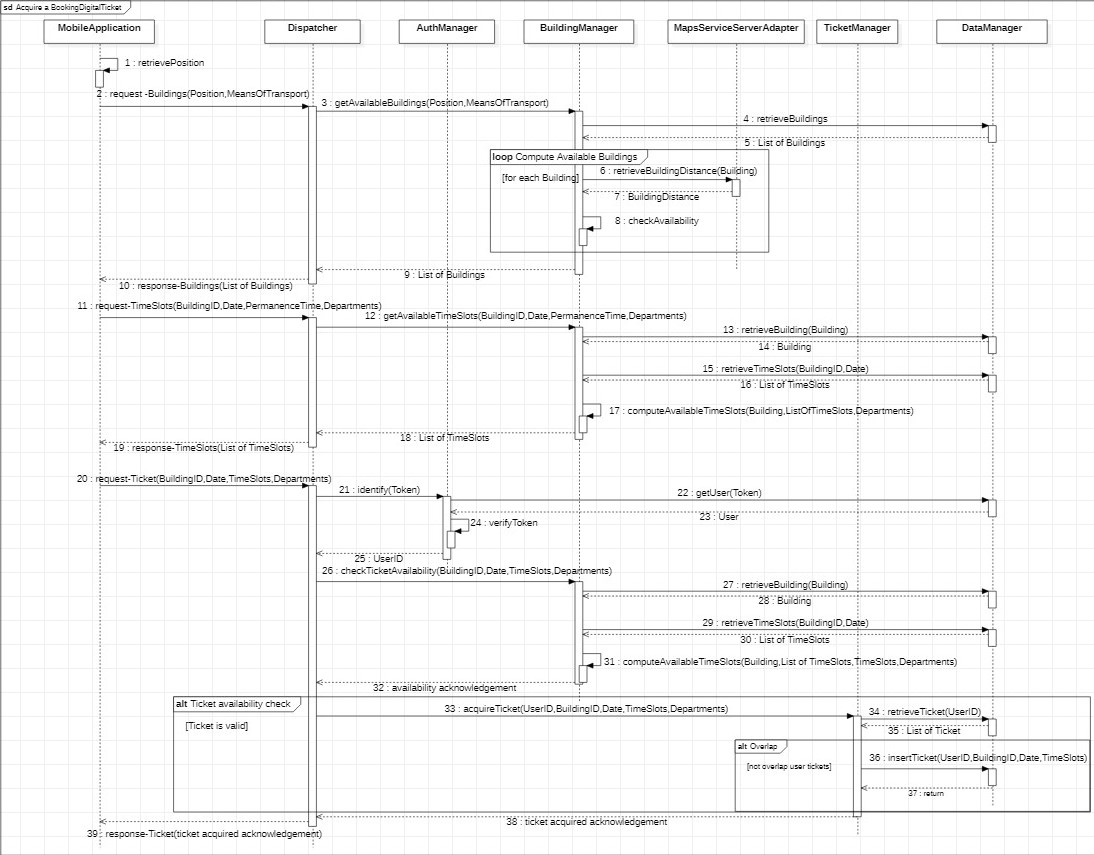 sd Acquire a BookingDigitalTicket
MobileApplication
Dispatcher
AuthManager
BuildingManager
MapsServiceServerAdapter
TicketManager
DataManager
1 : retrievePosition
2 : request -Buildings(Position,MeansOfTransport)
3 : getAvailableBuildings(Position,MeansOfTransport)
4 : retrieveBuildings
5 : List of Buildings
loop Compute Available Buildings
[for each Building]
6 : retrieveBuildingDistance(Building)
7 : BuildingDistance
8 : checkAvailability
9 : List of Buildings
10 : response-Buildings(List of Buildings)
11 : request-TimeSlots(BuildingID,Date,PermanenceTime,Departments)
12 : getAvailableTimeSlots(BuildingID,Date,PermanenceTime,Departments)
13 : retrieveBuilding(Building)
14 : Building
15 : retrieveTimeSlots(BuildingID,Date)
16 : List of TimeSlots
17 : computeAvailableTimeSlots(Building,ListOfTimeSlots,Departments)
18 : List of TimeSlots
19 : response-TimeSlots(List of TimeSlots)
20 : request-Ticket(BuildingID,Date,TimeSlots,Departments)
21 : identify(Token)
22 : getUser(Token)
23 : User
24 : verifyToken
25 : UserID
26 : checkTicketAvailability(BuildingID,Date,TimeSlots,Departments)
27 : retrieveBuilding(Building)
28 : Building
29 : retrieveTimeSlots(BuildingID,Date)
30 : List of TimeSlots
31 : computeAvailableTimeSlots(Building,List of TimeSlots,TimeSlots,Departments)
32 : availability acknowledgement
alt Ticket availability check
[Ticket is valid]
33 : acquireTicket(UserID,BuildingID,Date,TimeSlots,Departments)
34 : retrieveTicket(UserID)
35 : List of Ticket
alt Overlap
[not overlap user tickets]
36 : insertTicket(UserID,BuildingID,Date,TimeSlots)
37 : return
38 : ticket acquired acknowledgement
39 : response-Ticket(ticket acquired acknowledgement)